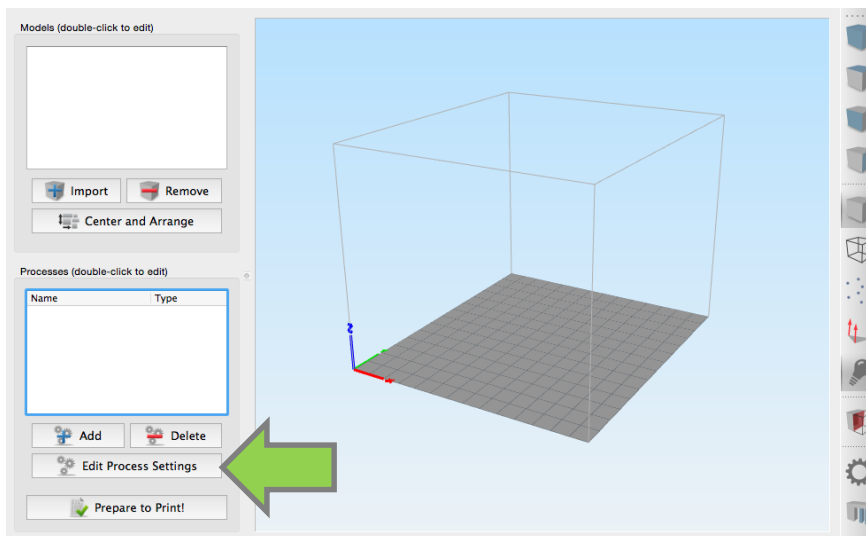 Models (double-click to edit)
Import
Remove
Center and Arrange
Processes (double-click to edit)
Name Type
Add
Delete
Edit Process Settings
Prepare to Print!